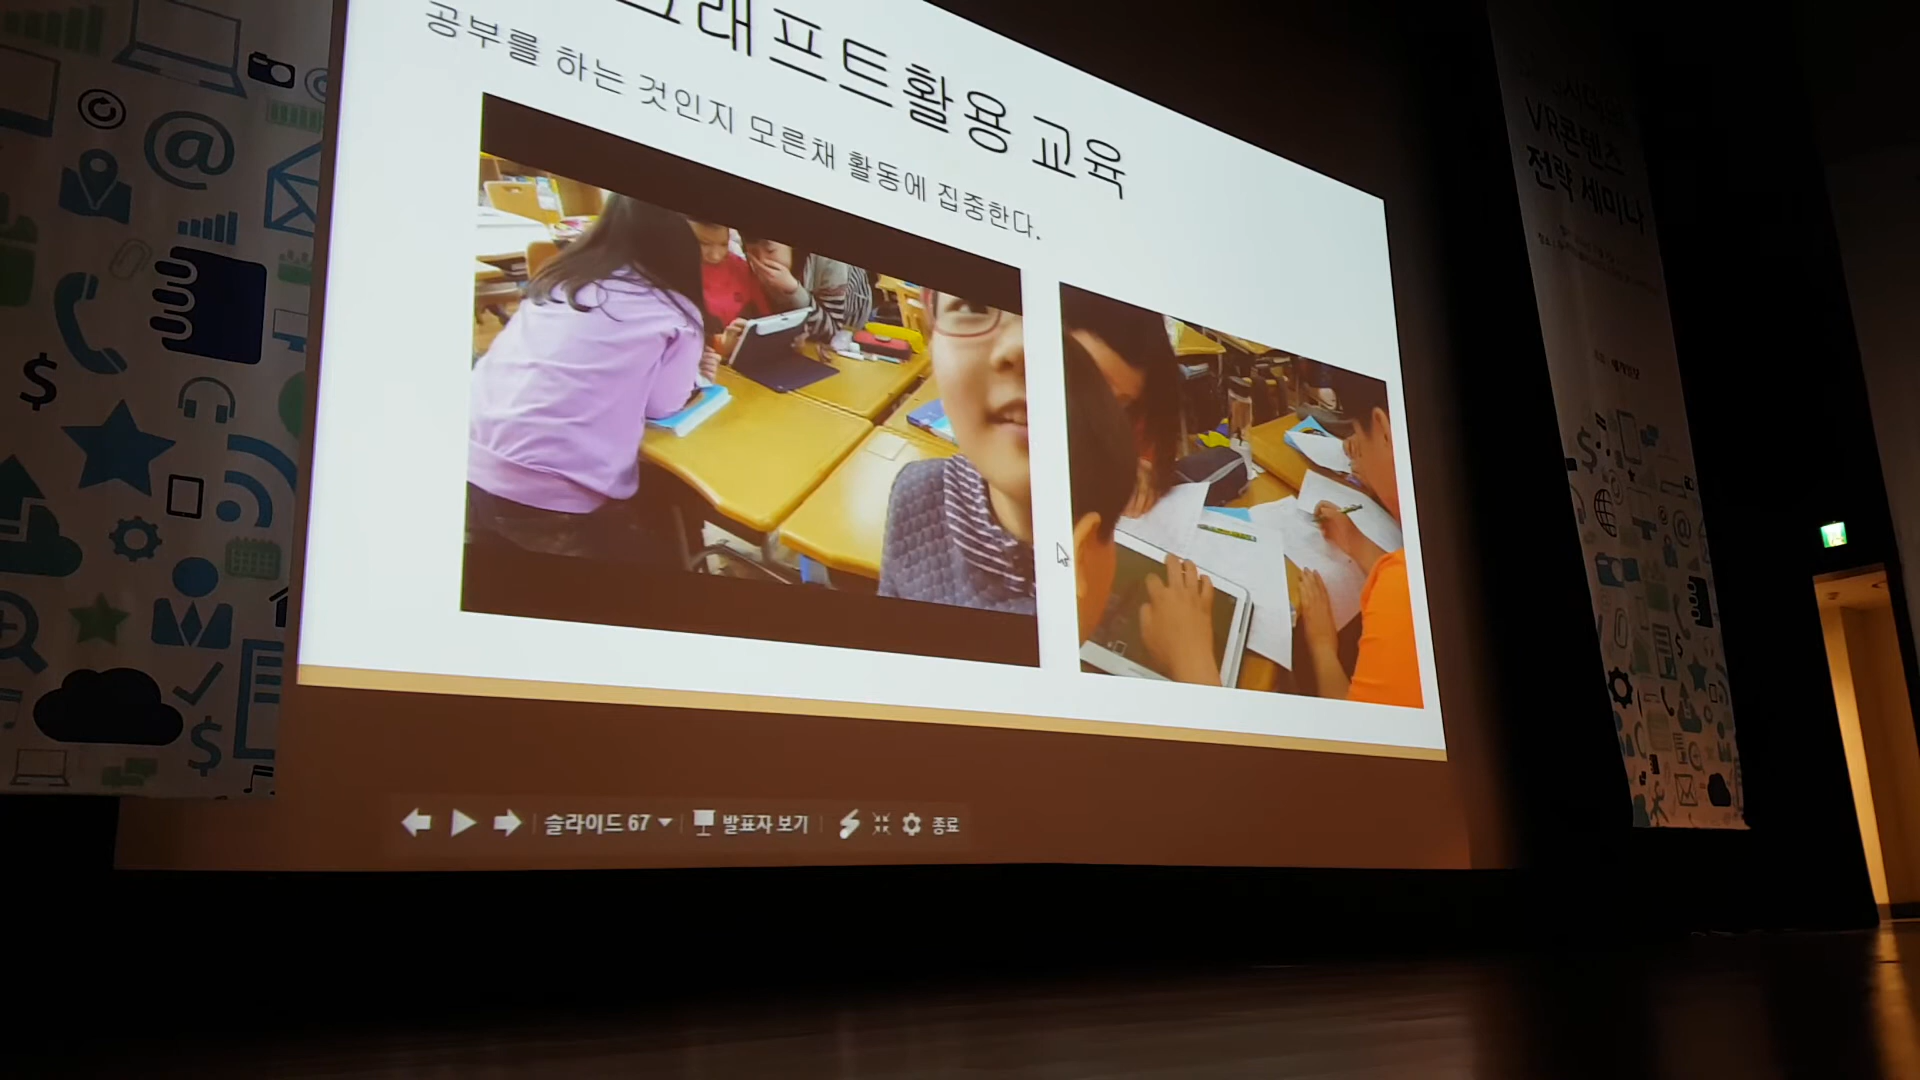 그래프트활용 교육
공부를 하는 것인지 모른채 활동에 집중한다.
슬라이드 67
발표자 보기
종료
VR콘텐츠
전략 세미나